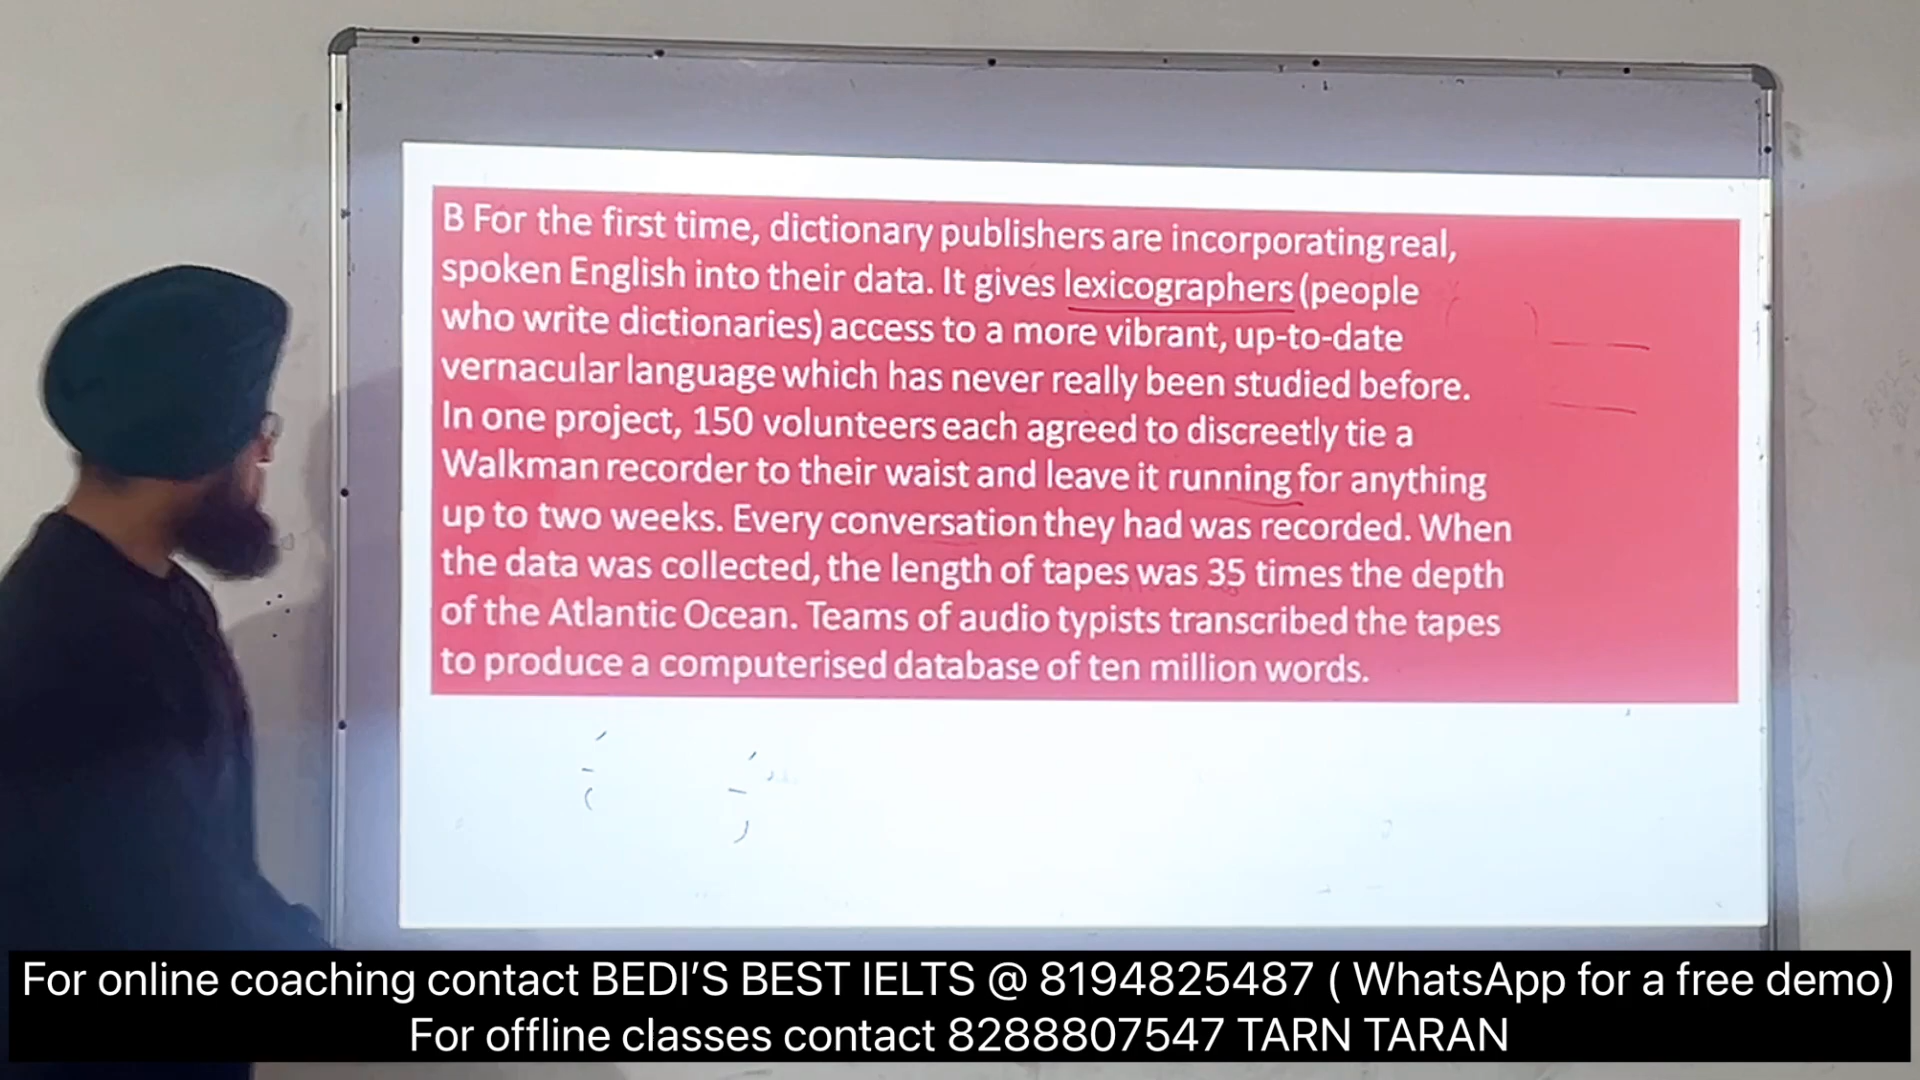 B For the first time, dictionary publishers are incorporating real,
spoken English into their data. It gives lexicographers (people
who write dictionaries) access to a more vibrant, up-to-date
vernacular language which has never really been studied before.
In one project, 150 volunteers each agreed to discreetly tie a
Walkman recorder to their waist and leave it running for anything
up to two weeks. Every conversation they had was recorded. When
the data was collected, the length of tapes was 35 times the depth
of the Atlantic Ocean. Teams of audio typists transcribed the tapes
to produce a computerised database of ten million words.
For online coaching contact BEDI’S BEST IELTS @ 8194825487 ( WhatsApp for a free demo)
For offline classes contact 8288807547 TARN TARAN